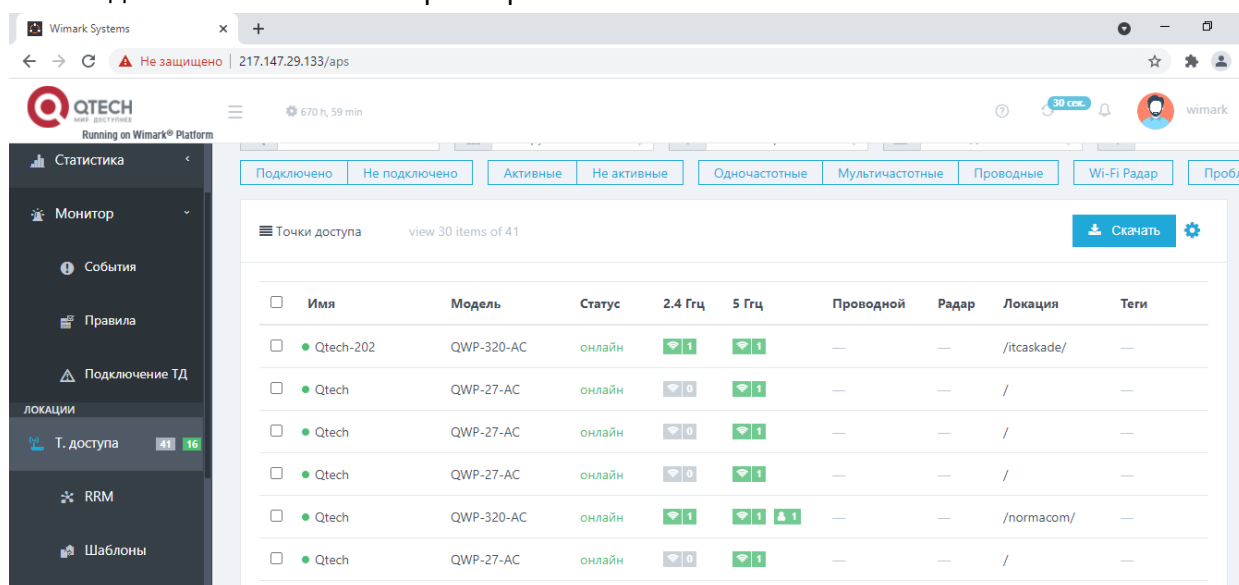 Wimark Systems
Не защищено 217.147.29.133/aps
QTECH
МИР ДОСТУПНЕЕ
Running on Wimark® Platform
670 h, 59 min
30 сек.
wimark
Статистика
Подключено Не подключено Активные Не активные Одночастотные Мультичастотные Проводные Wi-Fi Радар Пробл
Монитор
Точки доступа view 30 items of 41 Скачать
События
Имя Модель Статус 2.4 Ггц 5 Ггц Проводной Радар Локация Теги
Правила
Qtech-202 QWP-320-AC онлайн 1 1 — — /itcaskade/ —
Подключение ТД
Qtech QWP-27-AC онлайн 0 1 — — / —
ЛОКАЦИИ
Т. доступа 41 16
Qtech QWP-27-AC онлайн 0 1 — — / —
Qtech QWP-27-AC онлайн 0 1 — — / —
RRM
Qtech QWP-320-AC онлайн 1 1 1 — — /normacom/ —
Шаблоны
Qtech QWP-27-AC онлайн 0 1 — — / —